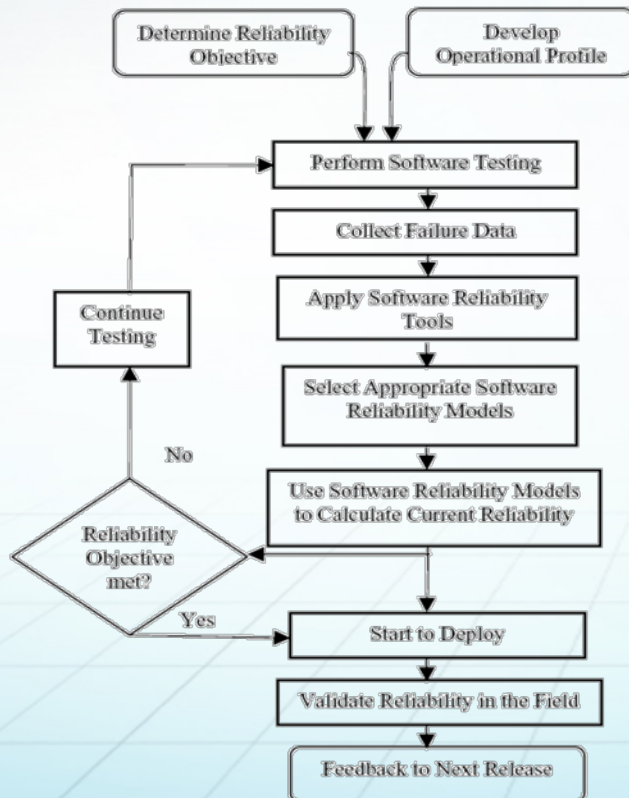 Determine Reliability
Objective
Develop
Operational Profile
Perform Software Testing
Collect Failure Data
Apply Software Reliability
Tools
Select Appropriate Software
Reliability Models
Use Software Reliability Models
to Calculate Current Reliability
Continue
Testing
No
Reliability
Objective
met?
Yes
Start to Deploy
Validate Reliability in the Field
Feedback to Next Release